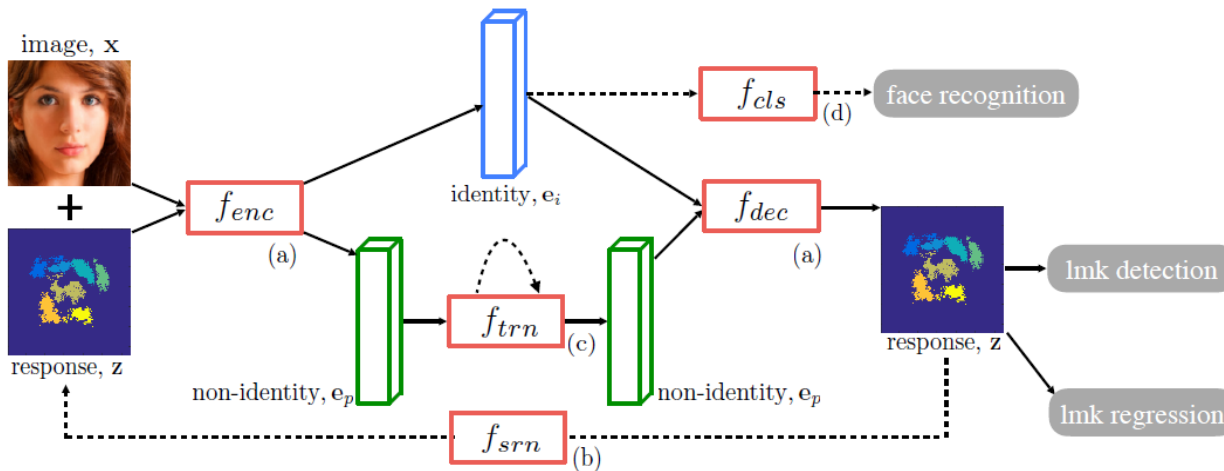 image, x
f_enc
(a)
response, z
identity, e_i
non-identity, e_p
f_trn
(c)
non-identity, e_p
f_cls
(d)
face recognition
f_dec
(a)
response, z
lmk detection
lmk regression
f_srn
(b)